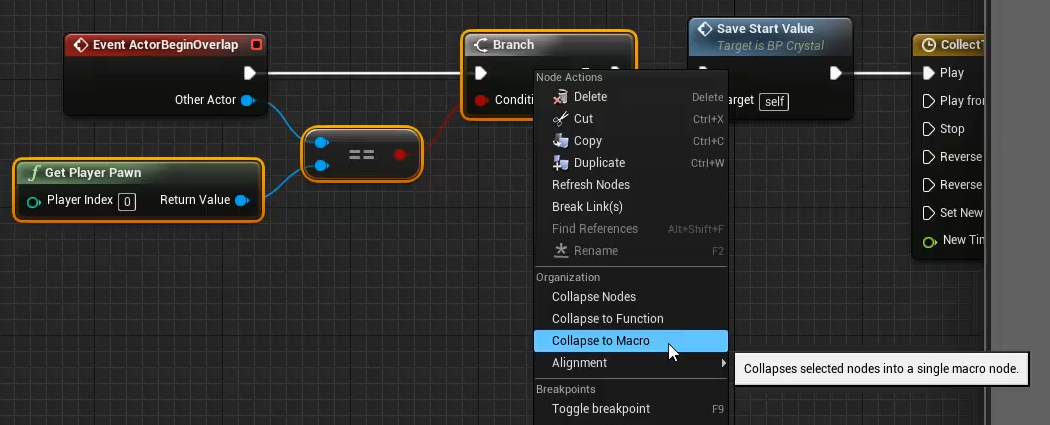 Event ActorBeginOverlap
Other Actor
f Get Player Pawn
Player Index 0 Return Value
==
Branch
Conditi
Save Start Value
Target is BP Crystal
arget self
CollectT
Play
Play fro
Stop
Reverse
Reverse
Set New
New Tim
Node Actions
Delete Delete
Cut Ctrl+X
Copy Ctrl+C
Duplicate Ctrl+W
Refresh Nodes
Break Link(s)
Find References Alt+Shift+F
Rename F2
Organization
Collapse Nodes
Collapse to Function
Collapse to Macro
Alignment
Breakpoints
Toggle breakpoint F9
Collapses selected nodes into a single macro node.